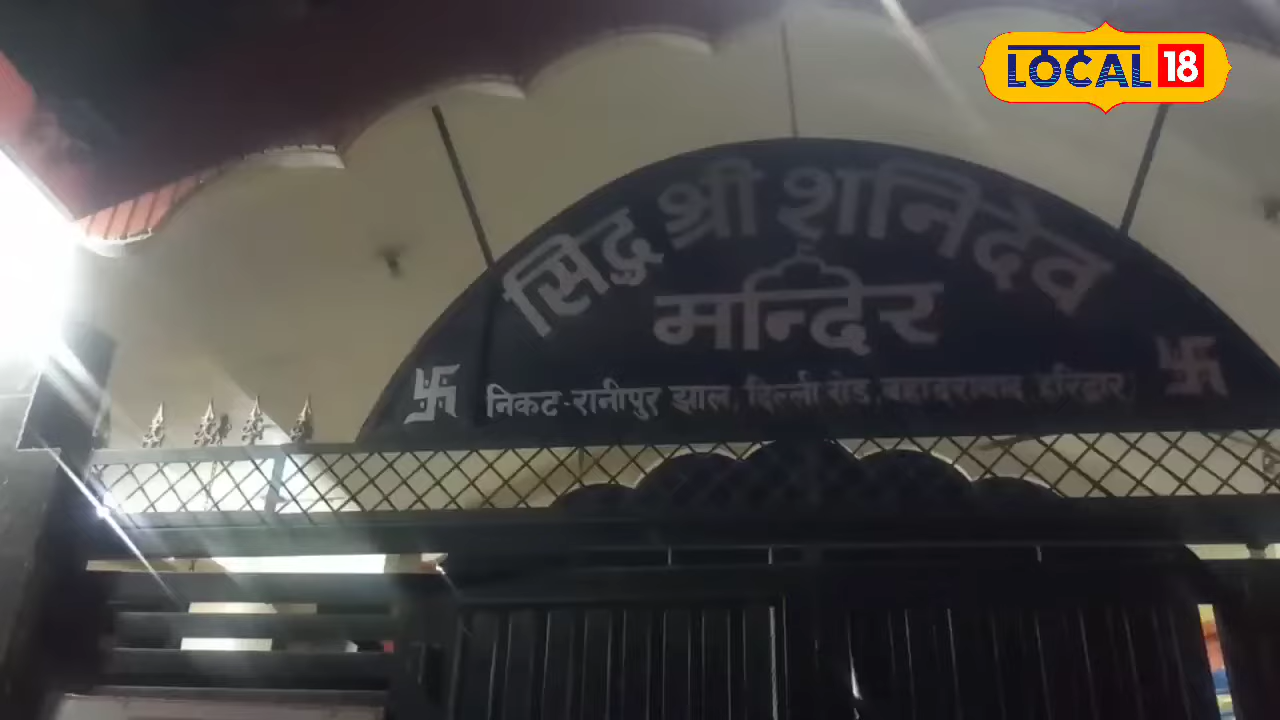 LOCAL 18
सिद्ध श्री शनिदेव
मन्दिर
निकट-रानीपुर झाल, दिल्ली रोड, बहादराबाद, हरिद्वार)